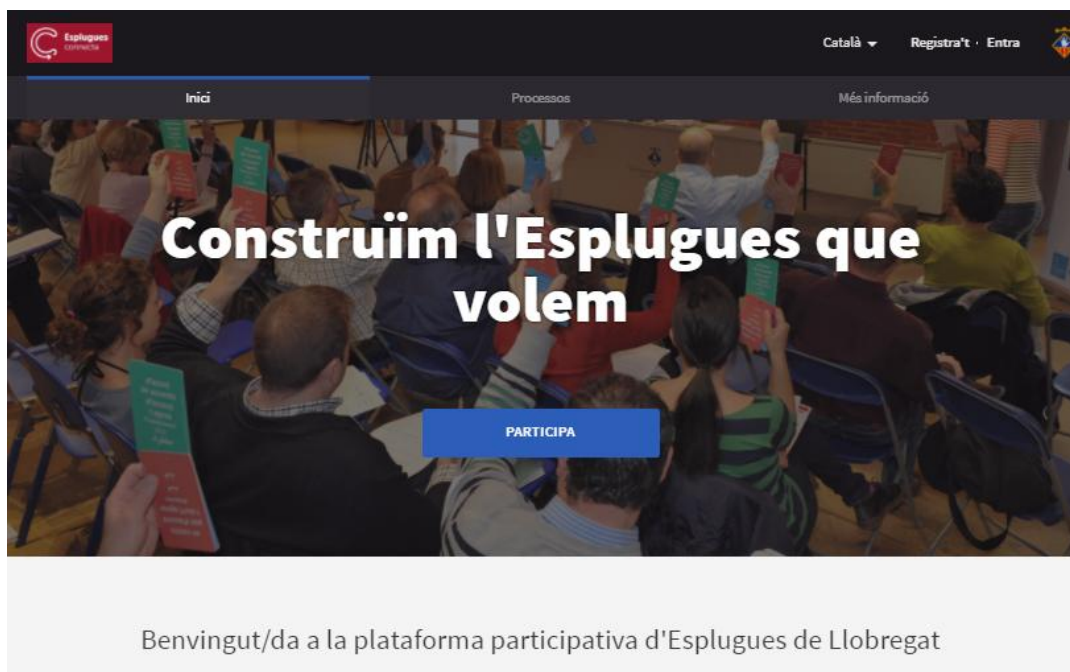 Esplugues
connecta
Català
Registra't · Entra
Inici
Processos
Més informació
Construïm l'Esplugues que
volem
PARTICIPA
Benvingut/da a la plataforma participativa d'Esplugues de Llobregat